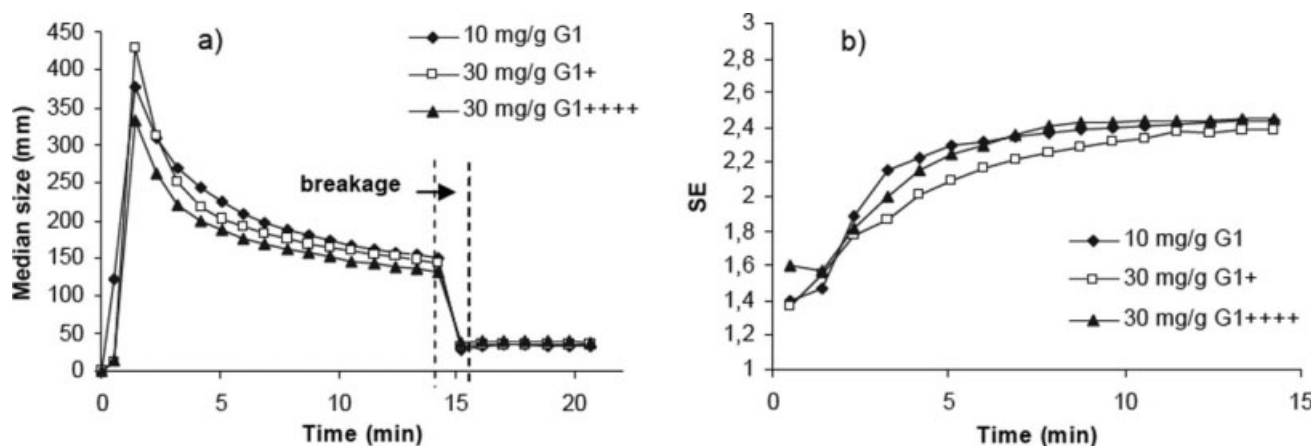 a)
10 mg/g G1
30 mg/g G1+
30 mg/g G1++++
breakage
Median size (mm)
450
400
350
300
250
200
150
100
50
0
0 5 10 15 20
Time (min)
b)
10 mg/g G1
30 mg/g G1+
30 mg/g G1++++
SE
3
2,8
2,6
2,4
2,2
2
1,8
1,6
1,4
1,2
1
0 5 10 15
Time (min)